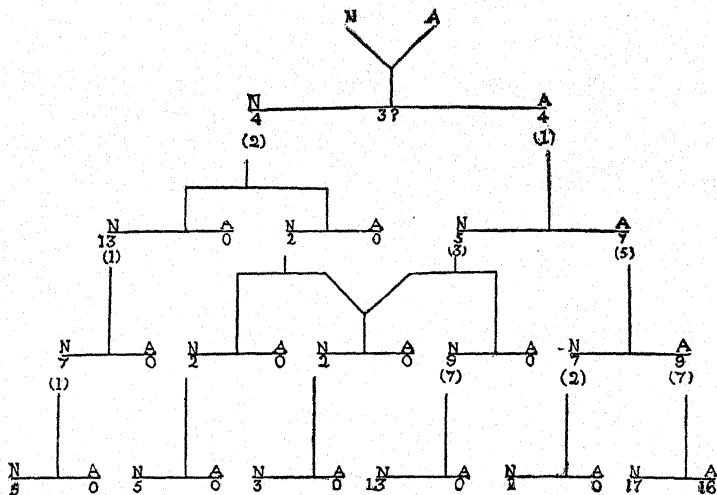 N A
N A
4 3? 4
(2) (1)
N A N A N A
13 0 2 0 5 7
(1) (3) (5)
N A N A N A N A N A
7 0 2 0 2 0 9 0 7 9
(1) (7) (2) (7)
N A N A N A N A N A N A
5 0 5 0 3 0 13 0 1 0 17 16